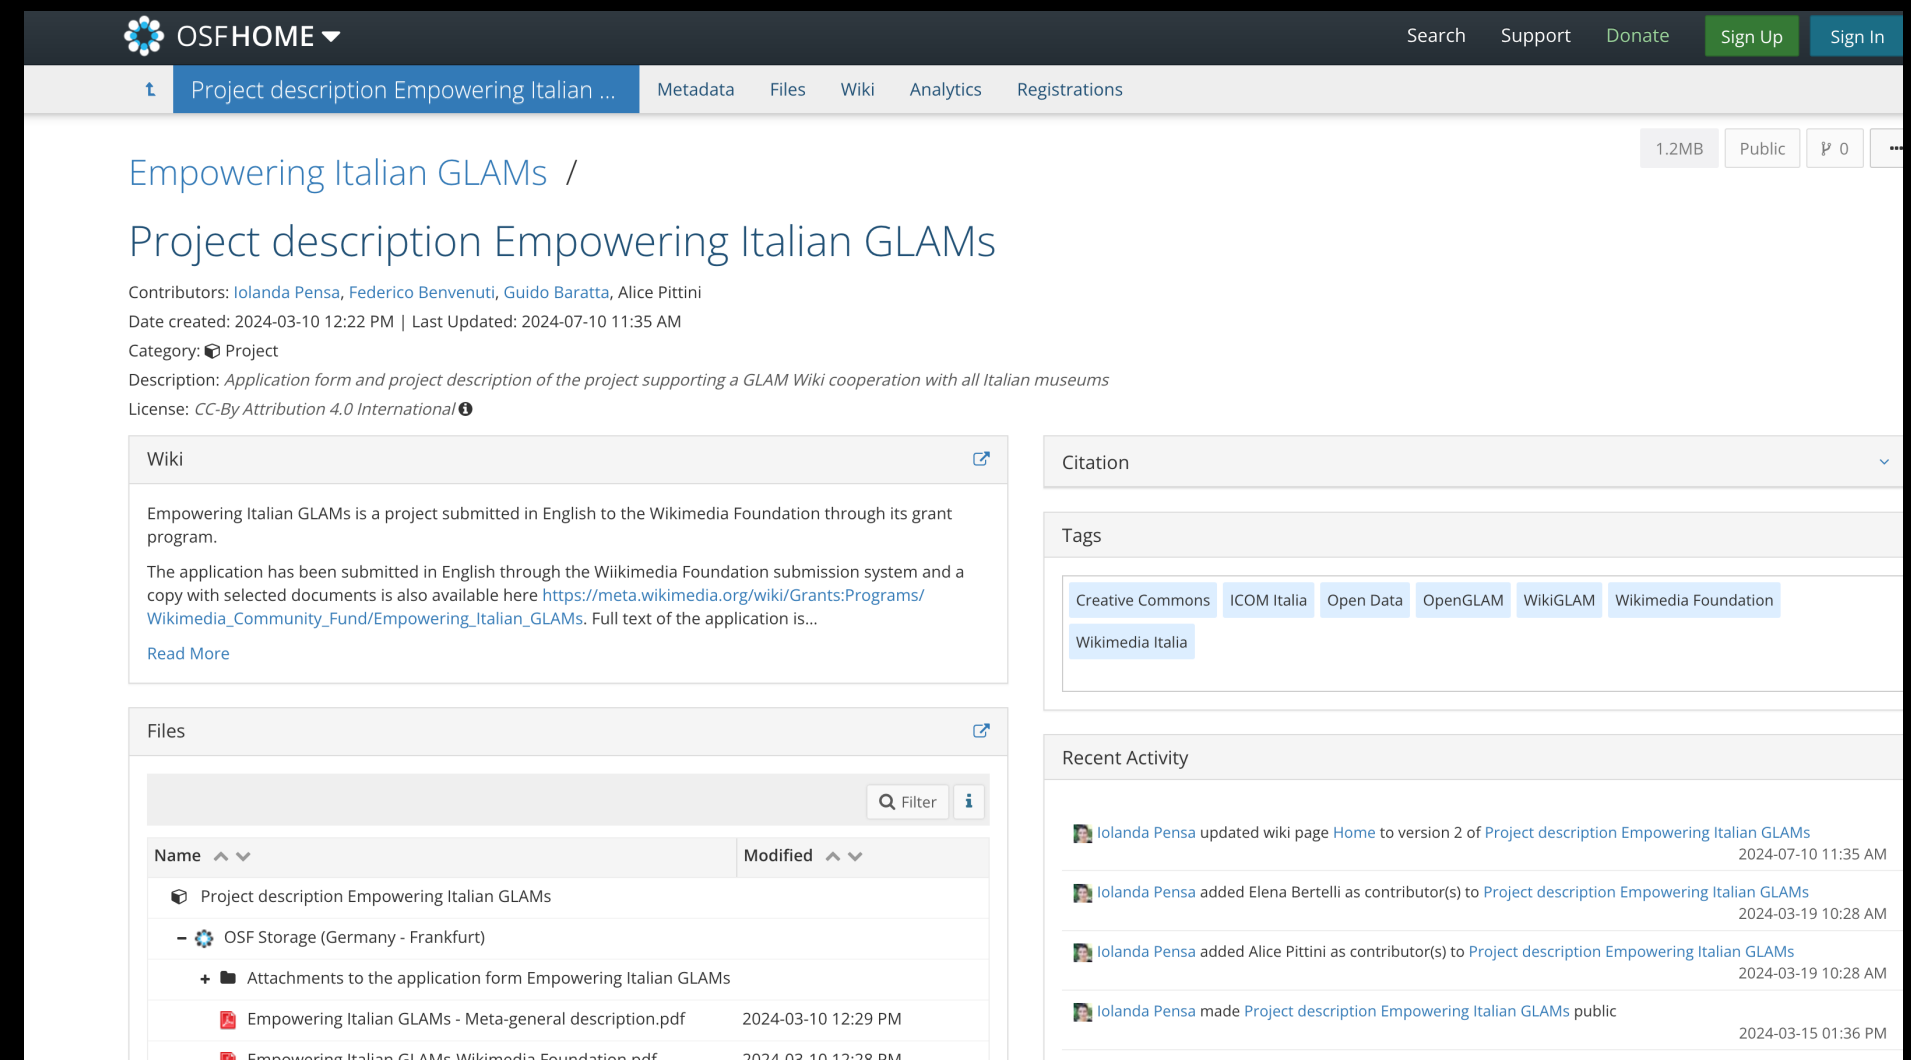 OSFHOME
Search
Support
Donate
Sign Up
Sign In
Project description Empowering Italian ...
Metadata
Files
Wiki
Analytics
Registrations
1.2MB
Public
0
Empowering Italian GLAMs /
Project description Empowering Italian GLAMs
Contributors: Iolanda Pensa, Federico Benvenuti, Guido Baratta, Alice Pittini
Date created: 2024-03-10 12:22 PM | Last Updated: 2024-07-10 11:35 AM
Category: Project
Description: Application form and project description of the project supporting a GLAM Wiki cooperation with all Italian museums
License: CC-By Attribution 4.0 International
Wiki
Empowering Italian GLAMs is a project submitted in English to the Wikimedia Foundation through its grant
program.
The application has been submitted in English through the Wiikimedia Foundation submission system and a
copy with selected documents is also available here https://meta.wikimedia.org/wiki/Grants:Programs/
Wikimedia_Community_Fund/Empowering_Italian_GLAMs. Full text of the application is...
Read More
Files
Filter
Name
Modified
Project description Empowering Italian GLAMs
OSF Storage (Germany - Frankfurt)
Attachments to the application form Empowering Italian GLAMs
Empowering Italian GLAMs - Meta-general description.pdf 2024-03-10 12:29 PM
Empowering Italian GLAMs Wikimedia Foundation.pdf 2024-03-10 12:28 PM
Citation
Tags
Creative Commons
ICOM Italia
Open Data
OpenGLAM
WikiGLAM
Wikimedia Foundation
Wikimedia Italia
Recent Activity
Iolanda Pensa updated wiki page Home to version 2 of Project description Empowering Italian GLAMs
2024-07-10 11:35 AM
Iolanda Pensa added Elena Bertelli as contributor(s) to Project description Empowering Italian GLAMs
2024-03-19 10:28 AM
Iolanda Pensa added Alice Pittini as contributor(s) to Project description Empowering Italian GLAMs
2024-03-19 10:28 AM
Iolanda Pensa made Project description Empowering Italian GLAMs public
2024-03-15 01:36 PM